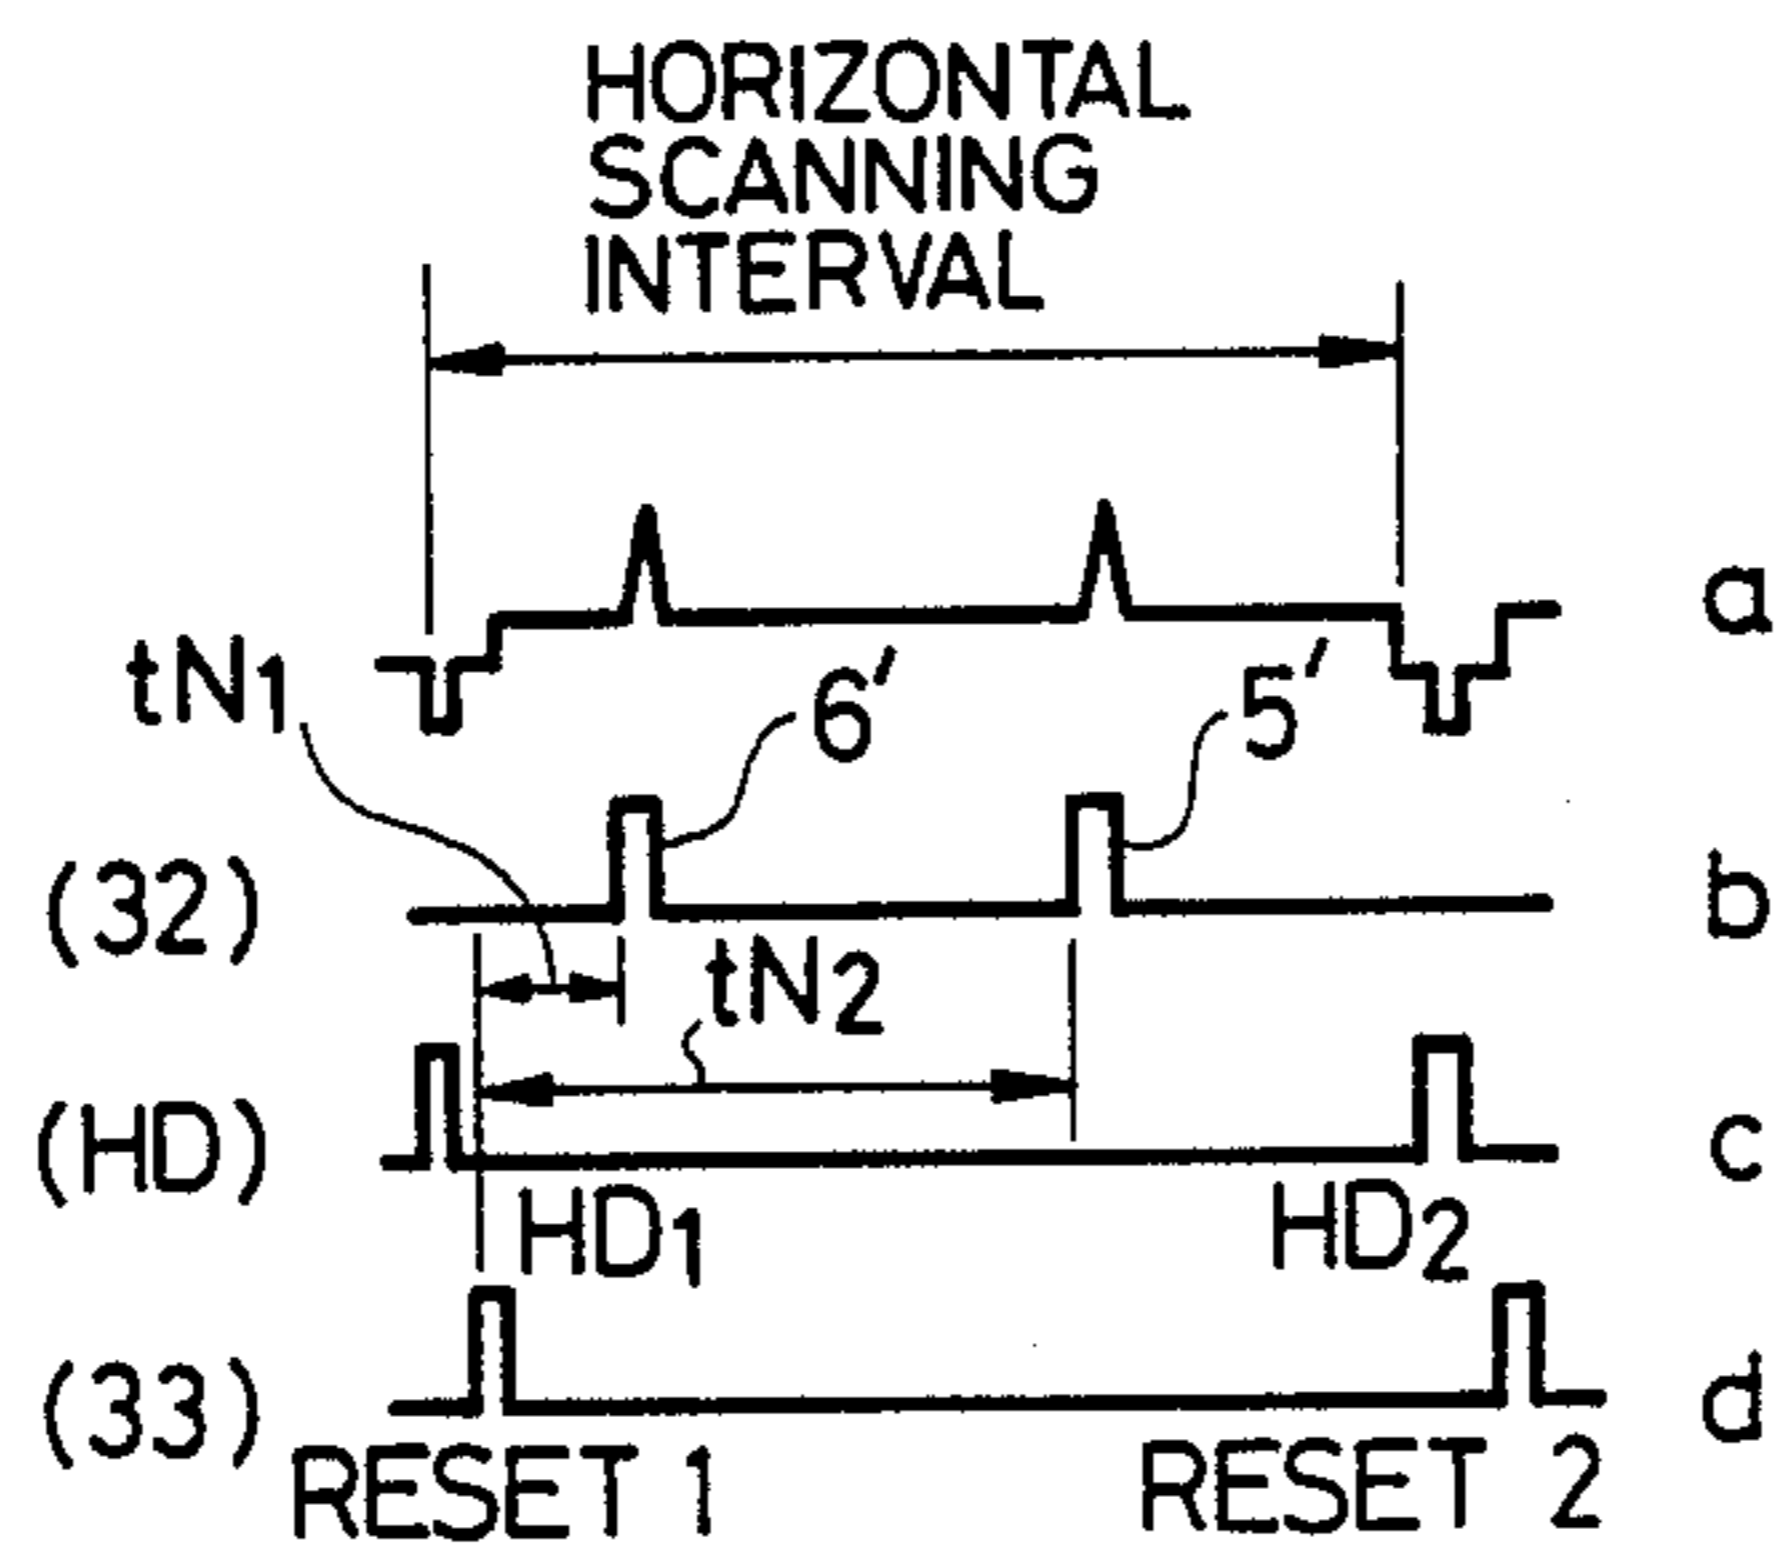 HORIZONTAL
SCANNING
INTERVAL
a
tN1
6′
5′
(32)
b
tN2
(HD)
c
HD1
HD2
(33)
d
RESET 1
RESET 2